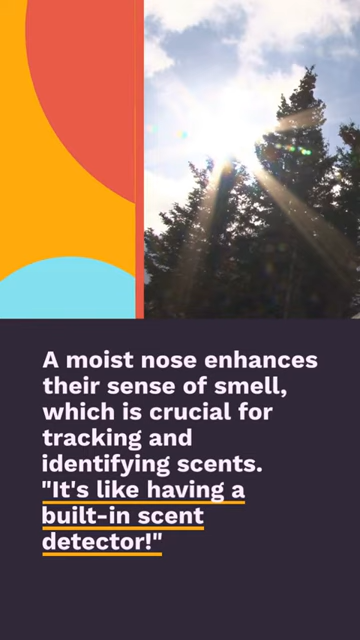 A moist nose enhances
their sense of smell,
which is crucial for
tracking and
identifying scents.
"It's like having a
built-in scent
detector!"